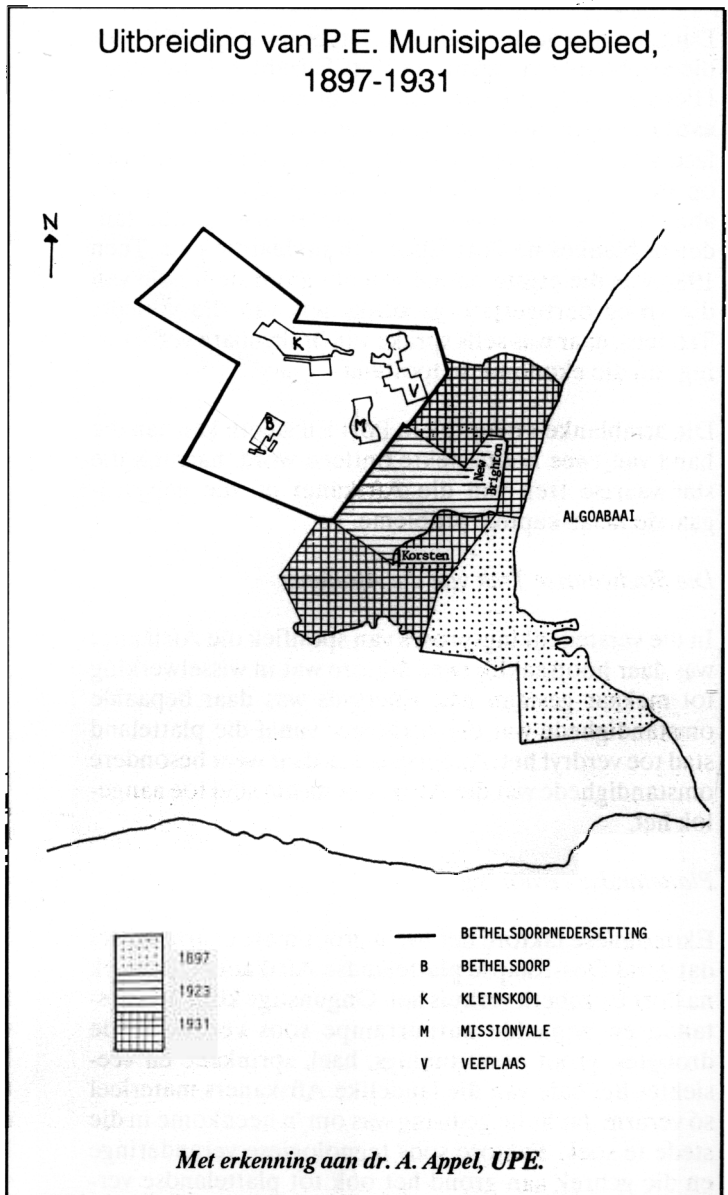 Uitbreiding van P.E. Munisipale gebied,
1897-1931
N
K
V
B
M
New
Brighton
ALGOABAAI
Korsten
1897
1923
1931
BETHELSDORPNEDERSETTING
B BETHELSDORP
K KLEINSKOOL
M MISSIONVALE
V VEEPLAAS
Met erkenning aan dr. A. Appel, UPE.